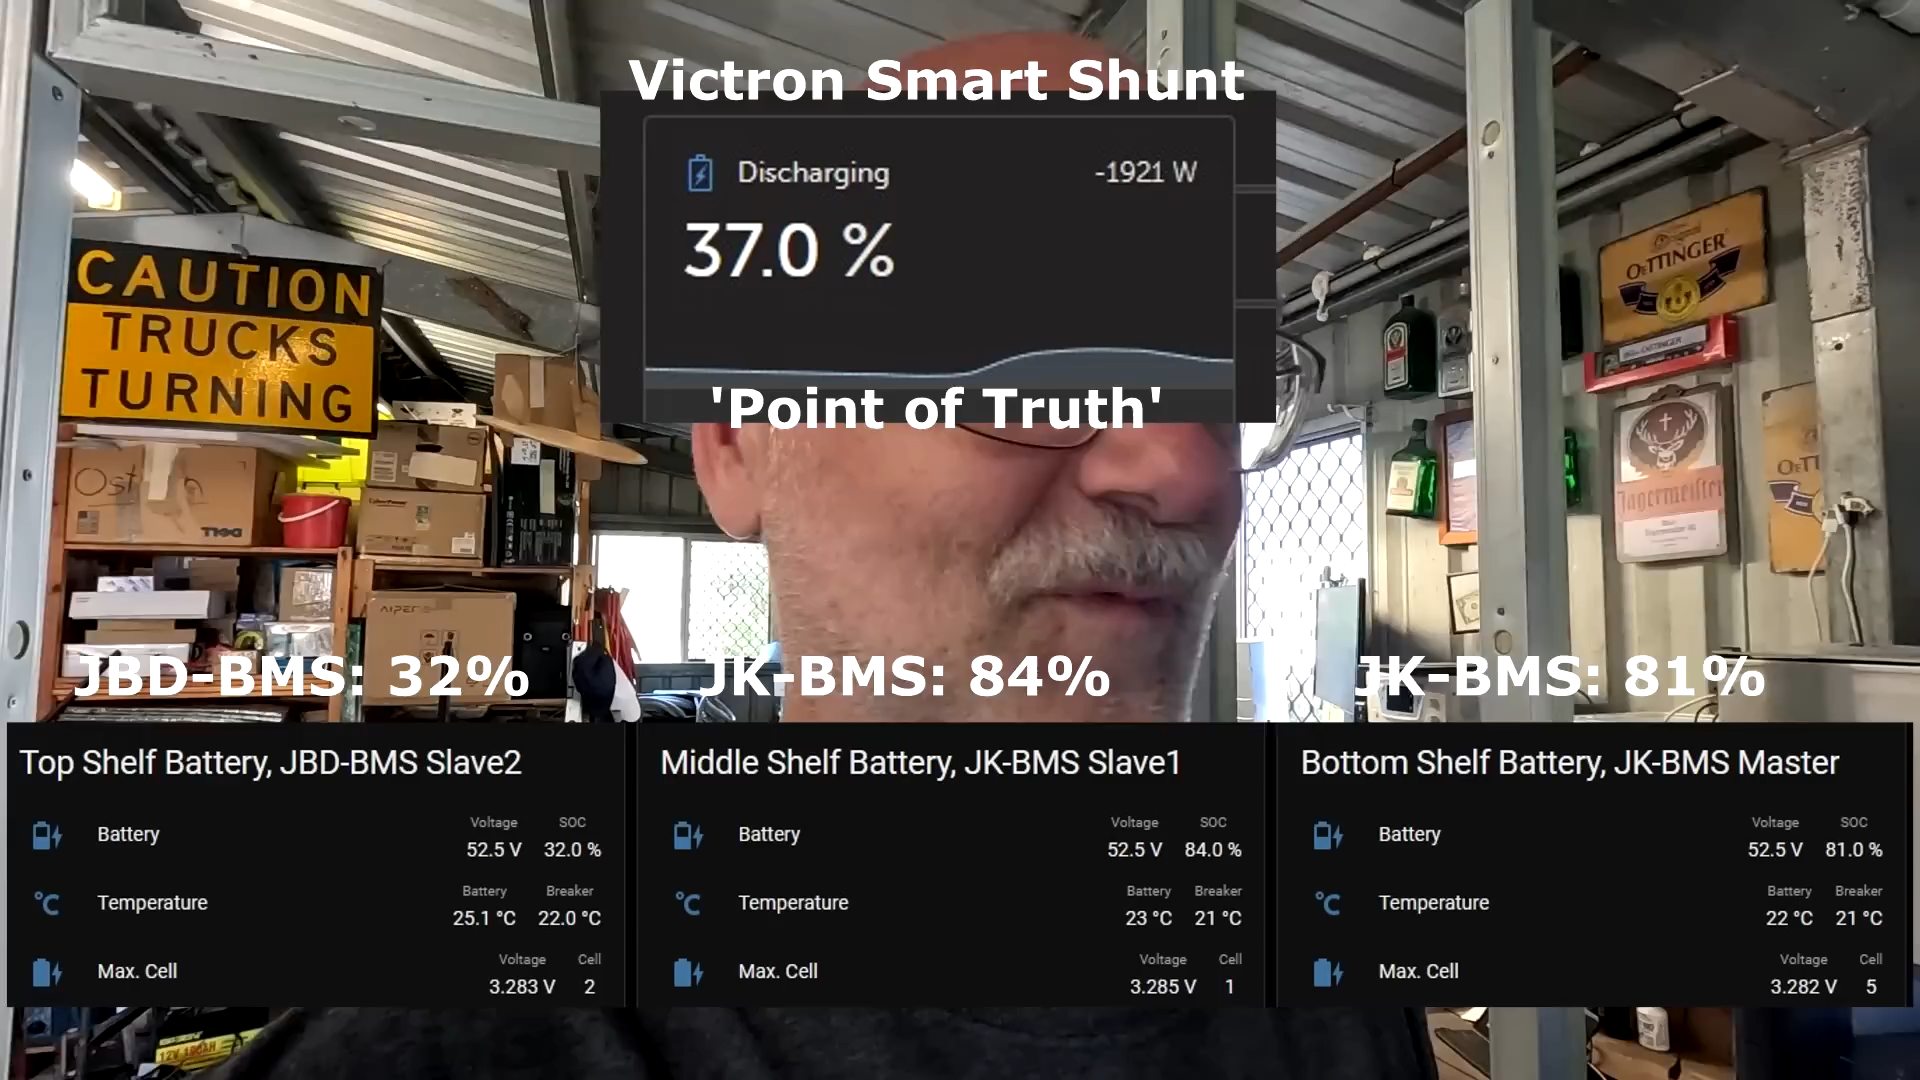 Victron Smart Shunt
Discharging -1921 W
37.0 %
'Point of Truth'
CAUTION
TRUCKS
TURNING
OETTINGER
Jägermeister
AIPER
DELL
JBD-BMS: 32%
JK-BMS: 84%
JK-BMS: 81%
Top Shelf Battery, JBD-BMS Slave2
Battery
Voltage SOC
52.5 V 32.0 %
Temperature
Battery Breaker
25.1 °C 22.0 °C
Max. Cell
Voltage Cell
3.283 V 2
Middle Shelf Battery, JK-BMS Slave1
Battery
Voltage SOC
52.5 V 84.0 %
Temperature
Battery Breaker
23 °C 21 °C
Max. Cell
Voltage Cell
3.285 V 1
Bottom Shelf Battery, JK-BMS Master
Battery
Voltage SOC
52.5 V 81.0 %
Temperature
Battery Breaker
22 °C 21 °C
Max. Cell
Voltage Cell
3.282 V 5
12V 100AH